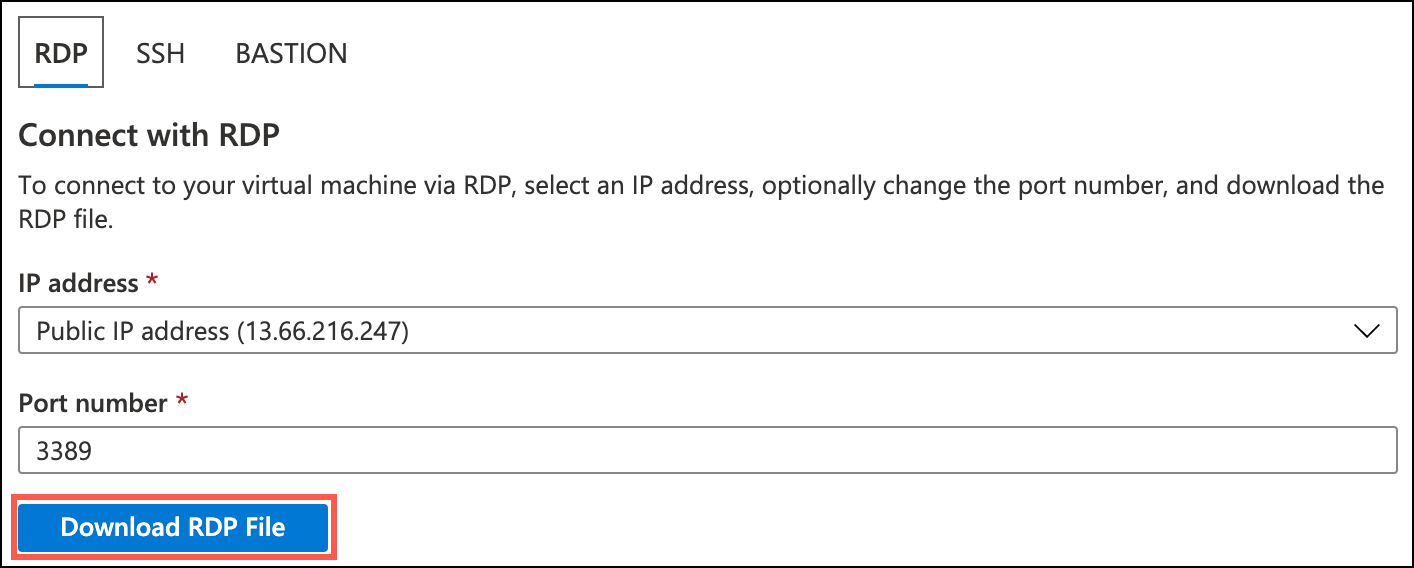 RDP SSH BASTION
Connect with RDP
To connect to your virtual machine via RDP, select an IP address, optionally change the port number, and download the
RDP file.
IP address *
Public IP address (13.66.216.247)
Port number *
3389
Download RDP File